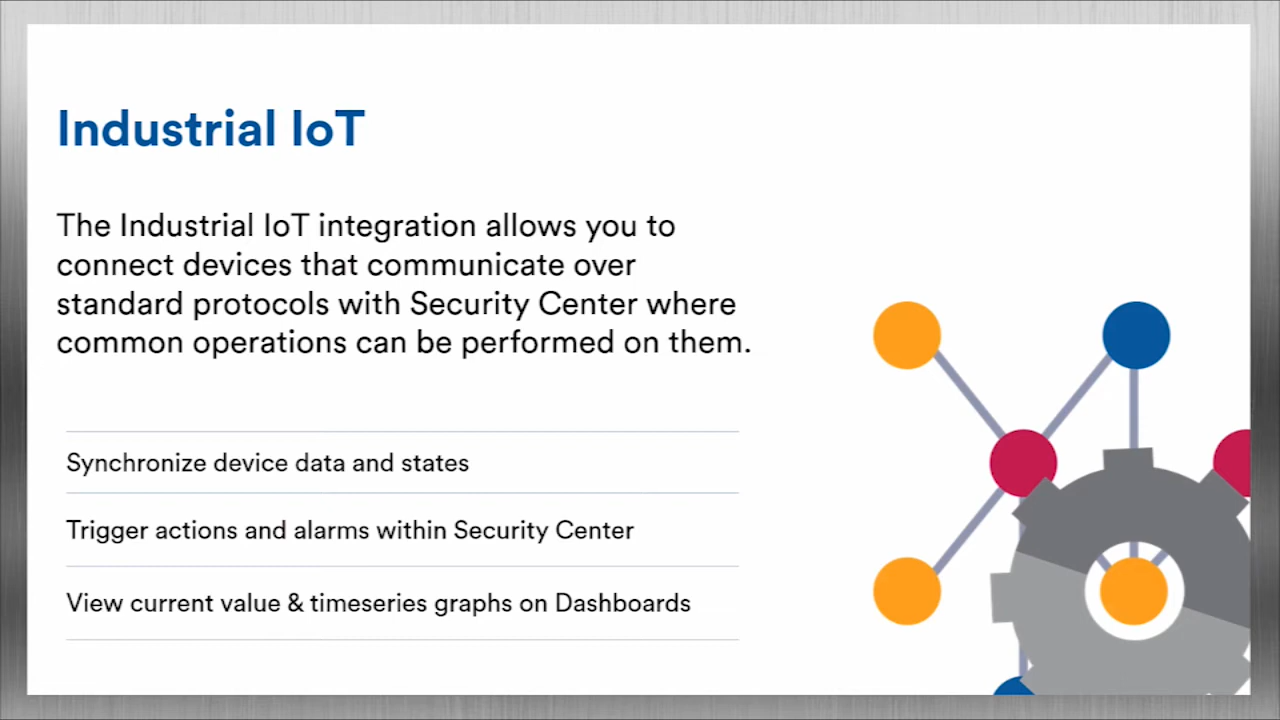 Industrial IoT
The Industrial IoT integration allows you to
connect devices that communicate over
standard protocols with Security Center where
common operations can be performed on them.
Synchronize device data and states
Trigger actions and alarms within Security Center
View current value & timeseries graphs on Dashboards